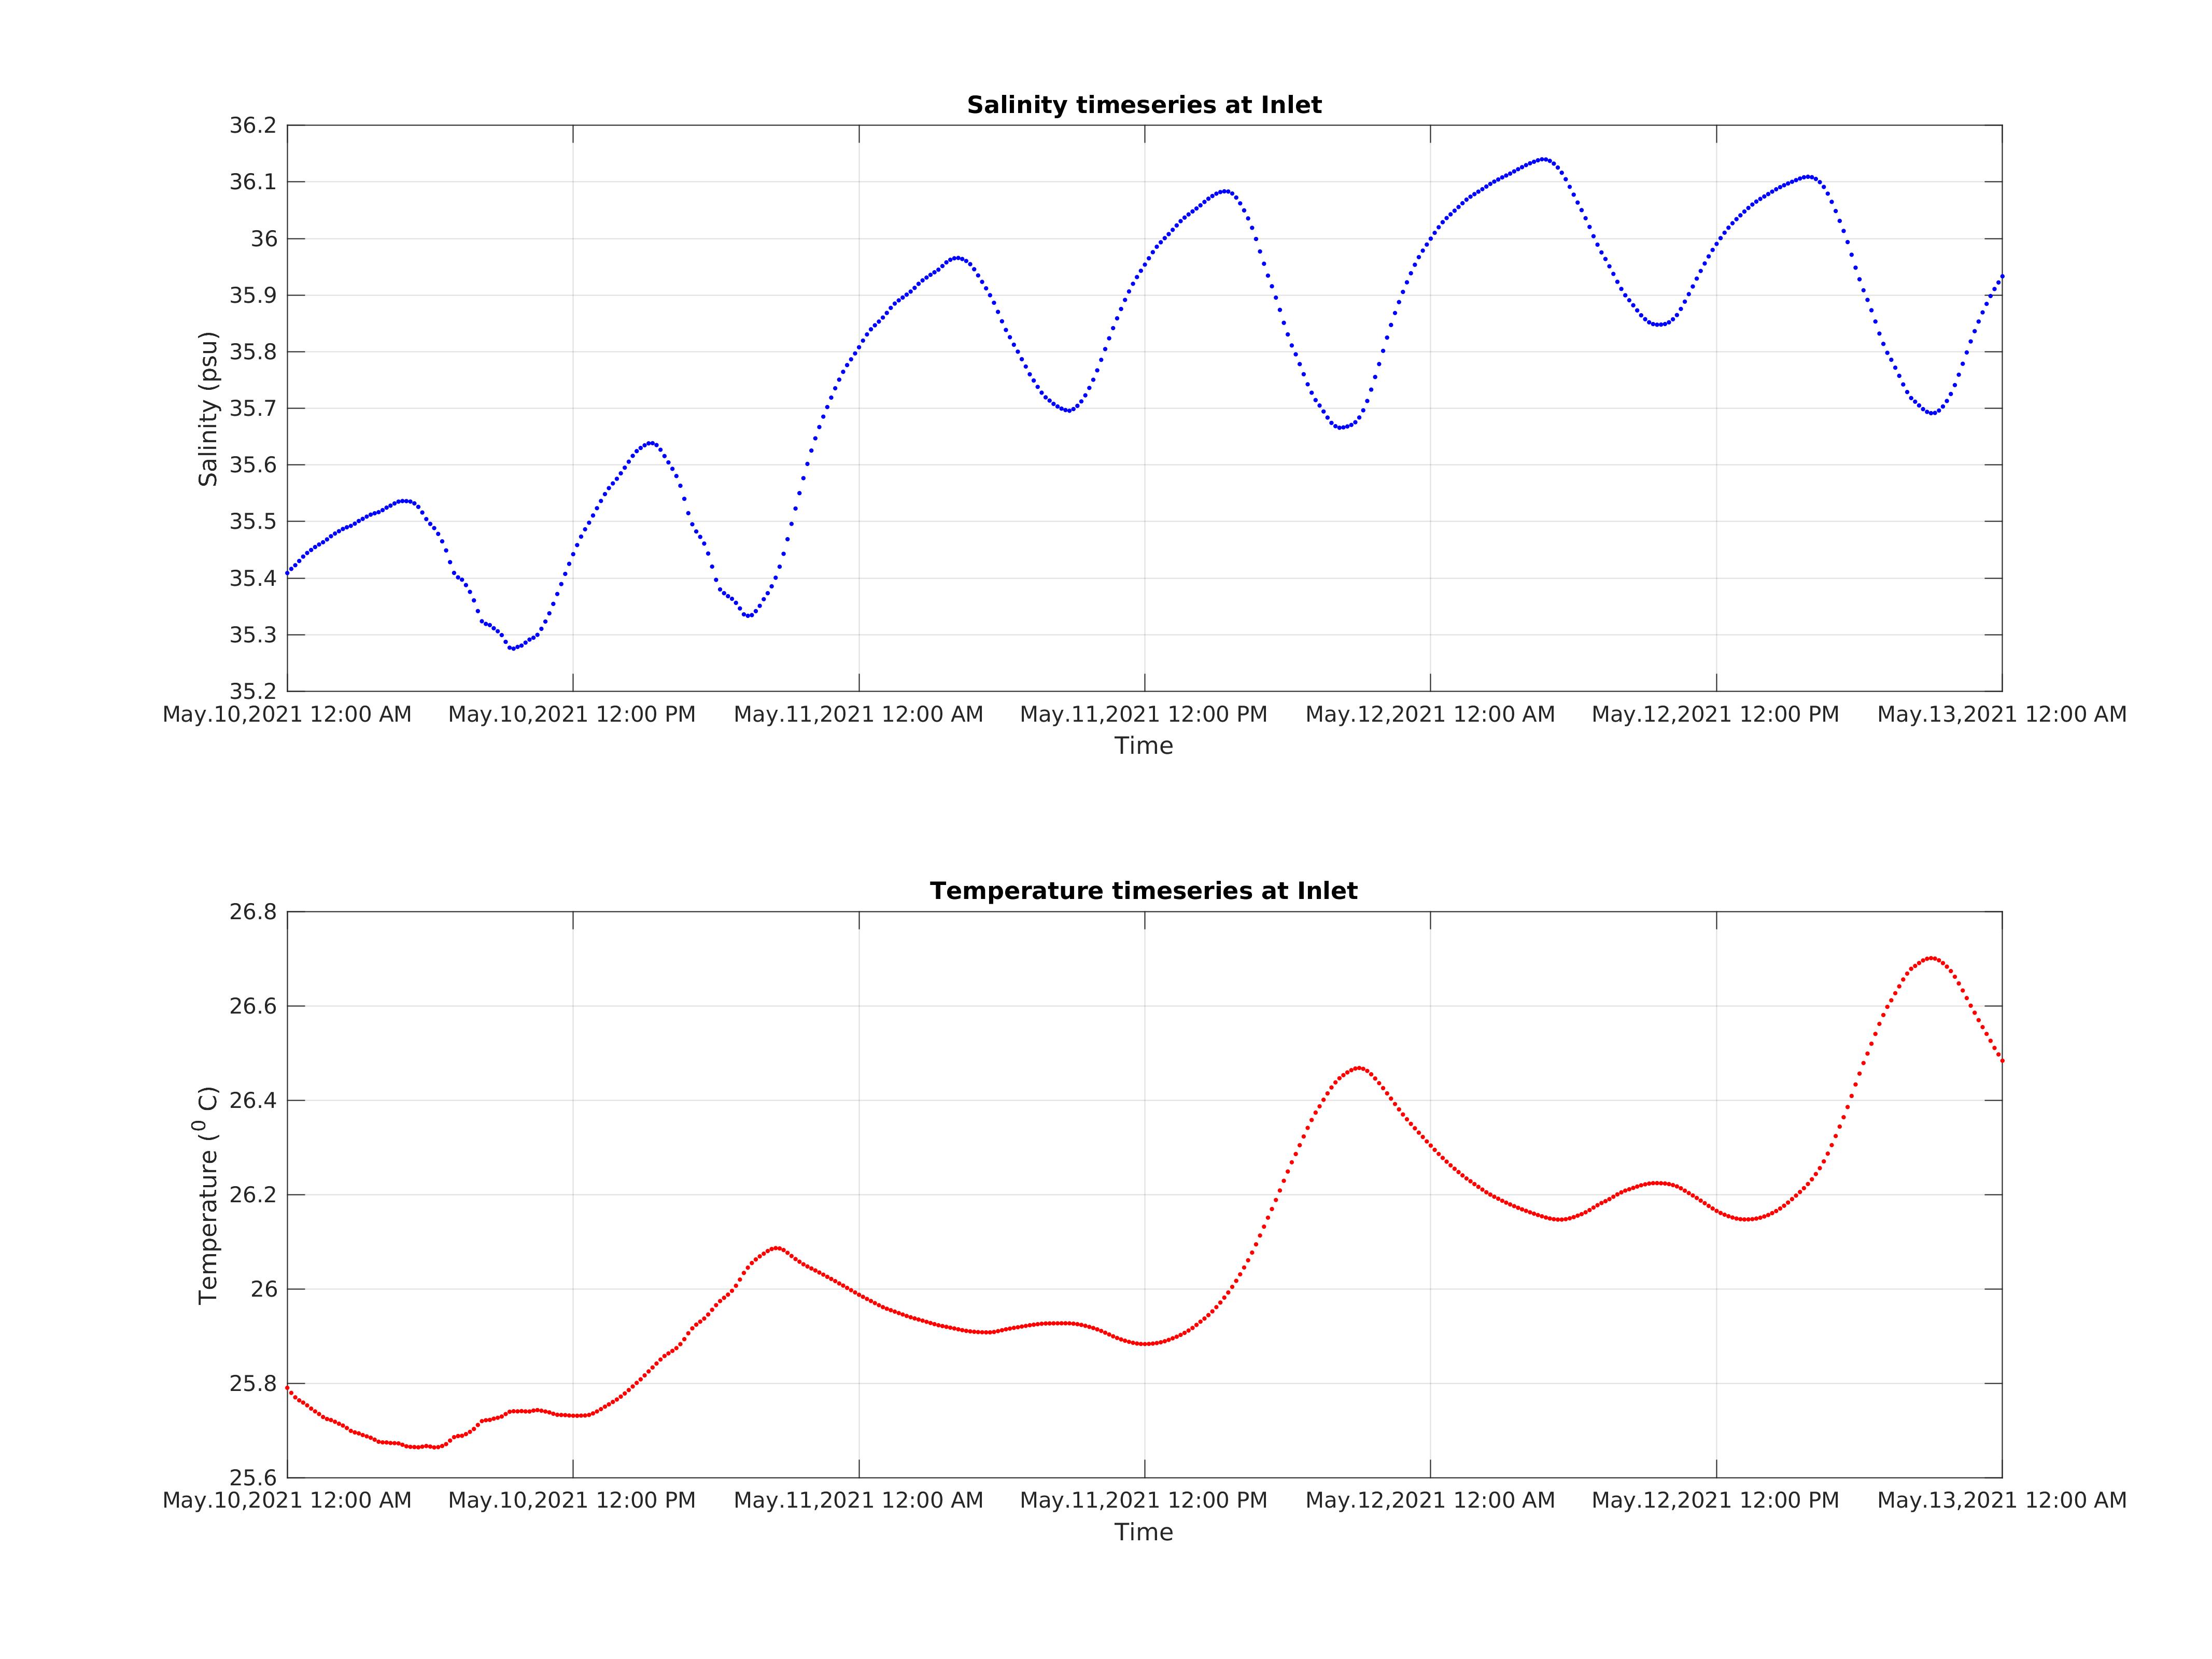 Salinity timeseries at Inlet
36.2
36.1
36
35.9
35.8
35.7
35.6
35.5
35.4
35.3
35.2
Salinity (psu)
May.10,2021 12:00 AM May.10,2021 12:00 PM May.11,2021 12:00 AM May.11,2021 12:00 PM May.12,2021 12:00 AM May.12,2021 12:00 PM May.13,2021 12:00 AM
Time
Temperature timeseries at Inlet
26.8
26.6
26.4
26.2
26
25.8
25.6
Temperature (⁰ C)
May.10,2021 12:00 AM May.10,2021 12:00 PM May.11,2021 12:00 AM May.11,2021 12:00 PM May.12,2021 12:00 AM May.12,2021 12:00 PM May.13,2021 12:00 AM
Time